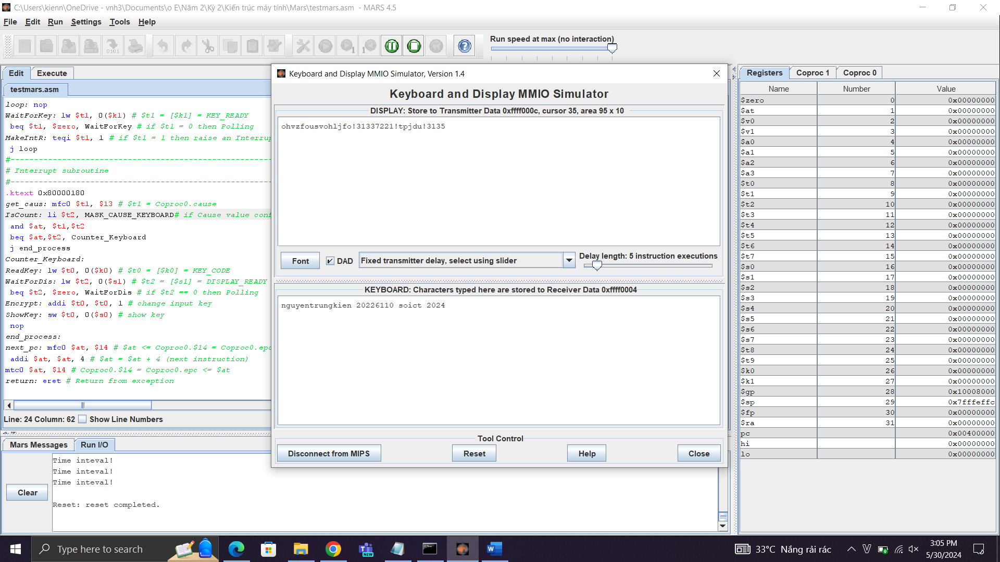 C:\Users\kienn\OneDrive - vnh3\Documents\o E\Năm 2\Kỳ 2\Kiến trúc máy tính\Mars\testmars.asm - MARS 4.5
File Edit Run Settings Tools Help
Run speed at max (no interaction)
Edit Execute
testmars.asm
loop: nop
WaitForKey: lw $t1, 0($k1) # $t1 = [$k1] = KEY_READY
beq $t1, $zero, WaitForKey # if $t1 = 0 then Polling
MakeIntR: teqi $t1, 1 # if $t1 = 1 then raise an Interrup
j loop
#---------------------------------------------------------
# Interrupt subroutine
#---------------------------------------------------------
.ktext 0x80000180
get_caus: mfc0 $t1, $13 # $t1 = Coproc0.cause
IsCount: li $t2, MASK_CAUSE_KEYBOARD# if Cause value conf
and $at, $t1,$t2
beq $at,$t2, Counter_Keyboard
j end_process
Counter_Keyboard:
ReadKey: lw $t0, 0($k0) # $t0 = [$k0] = KEY_CODE
WaitForDis: lw $t2, 0($s1) # $t2 = [$s1] = DISPLAY_READY
beq $t2, $zero, WaitForDis # if $t2 == 0 then Polling
Encrypt: addi $t0, $t0, 1 # change input key
ShowKey: sw $t0, 0($s0) # show key
nop
end_process:
next_pc: mfc0 $at, $14 # $at <= Coproc0.$14 = Coproc0.epc
addi $at, $at, 4 # $at = $at + 4 (next instruction)
mtc0 $at, $14 # Coproc0.$14 = Coproc0.epc <= $at
return: eret # Return from exception
Line: 24 Column: 62 Show Line Numbers
Keyboard and Display MMIO Simulator, Version 1.4
Keyboard and Display MMIO Simulator
DISPLAY: Store to Transmitter Data 0xffff000c, cursor 35, area 95 x 10
ohvzfousvohljfo!31337221!tpjdu!3135
Font DAD Fixed transmitter delay, select using slider Delay length: 5 instruction executions
KEYBOARD: Characters typed here are stored to Receiver Data 0xffff0004
nguyentrungkien 20226110 soict 2024
Tool Control
Disconnect from MIPS Reset Help Close
Registers Coproc 1 Coproc 0
Name Number Value
$zero 0 0x00000000
$at 1 0x00000000
$v0 2 0x00000000
$v1 3 0x00000000
$a0 4 0x00000000
$a1 5 0x00000000
$a2 6 0x00000000
$a3 7 0x00000000
$t0 8 0x00000000
$t1 9 0x00000000
$t2 10 0x00000000
$t3 11 0x00000000
$t4 12 0x00000000
$t5 13 0x00000000
$t6 14 0x00000000
$t7 15 0x00000000
$s0 16 0x00000000
$s1 17 0x00000000
$s2 18 0x00000000
$s3 19 0x00000000
$s4 20 0x00000000
$s5 21 0x00000000
$s6 22 0x00000000
$s7 23 0x00000000
$t8 24 0x00000000
$t9 25 0x00000000
$k0 26 0x00000000
$k1 27 0x00000000
$gp 28 0x10008000
$sp 29 0x7fffeffc
$fp 30 0x00000000
$ra 31 0x00000000
pc 0x00400000
hi 0x00000000
lo 0x00000000
Mars Messages Run I/O
Time inteval!
Time inteval!
Time inteval!
Reset: reset completed.
Clear
Type here to search
33°C Nắng rải rác
3:05 PM
5/30/2024